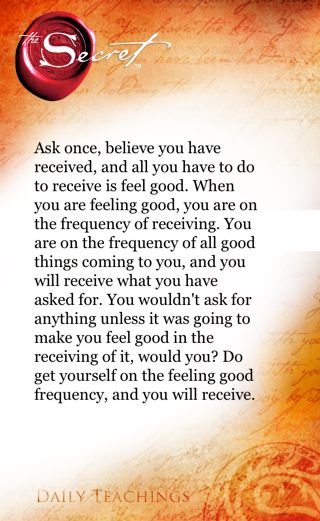 the Secret™
Ask once, believe you have
received, and all you have to do
to receive is feel good. When
you are feeling good, you are on
the frequency of receiving. You
are on the frequency of all good
things coming to you, and you
will receive what you have
asked for. You wouldn't ask for
anything unless it was going to
make you feel good in the
receiving of it, would you? Do
get yourself on the feeling good
frequency, and you will receive.
DAILY TEACHINGS